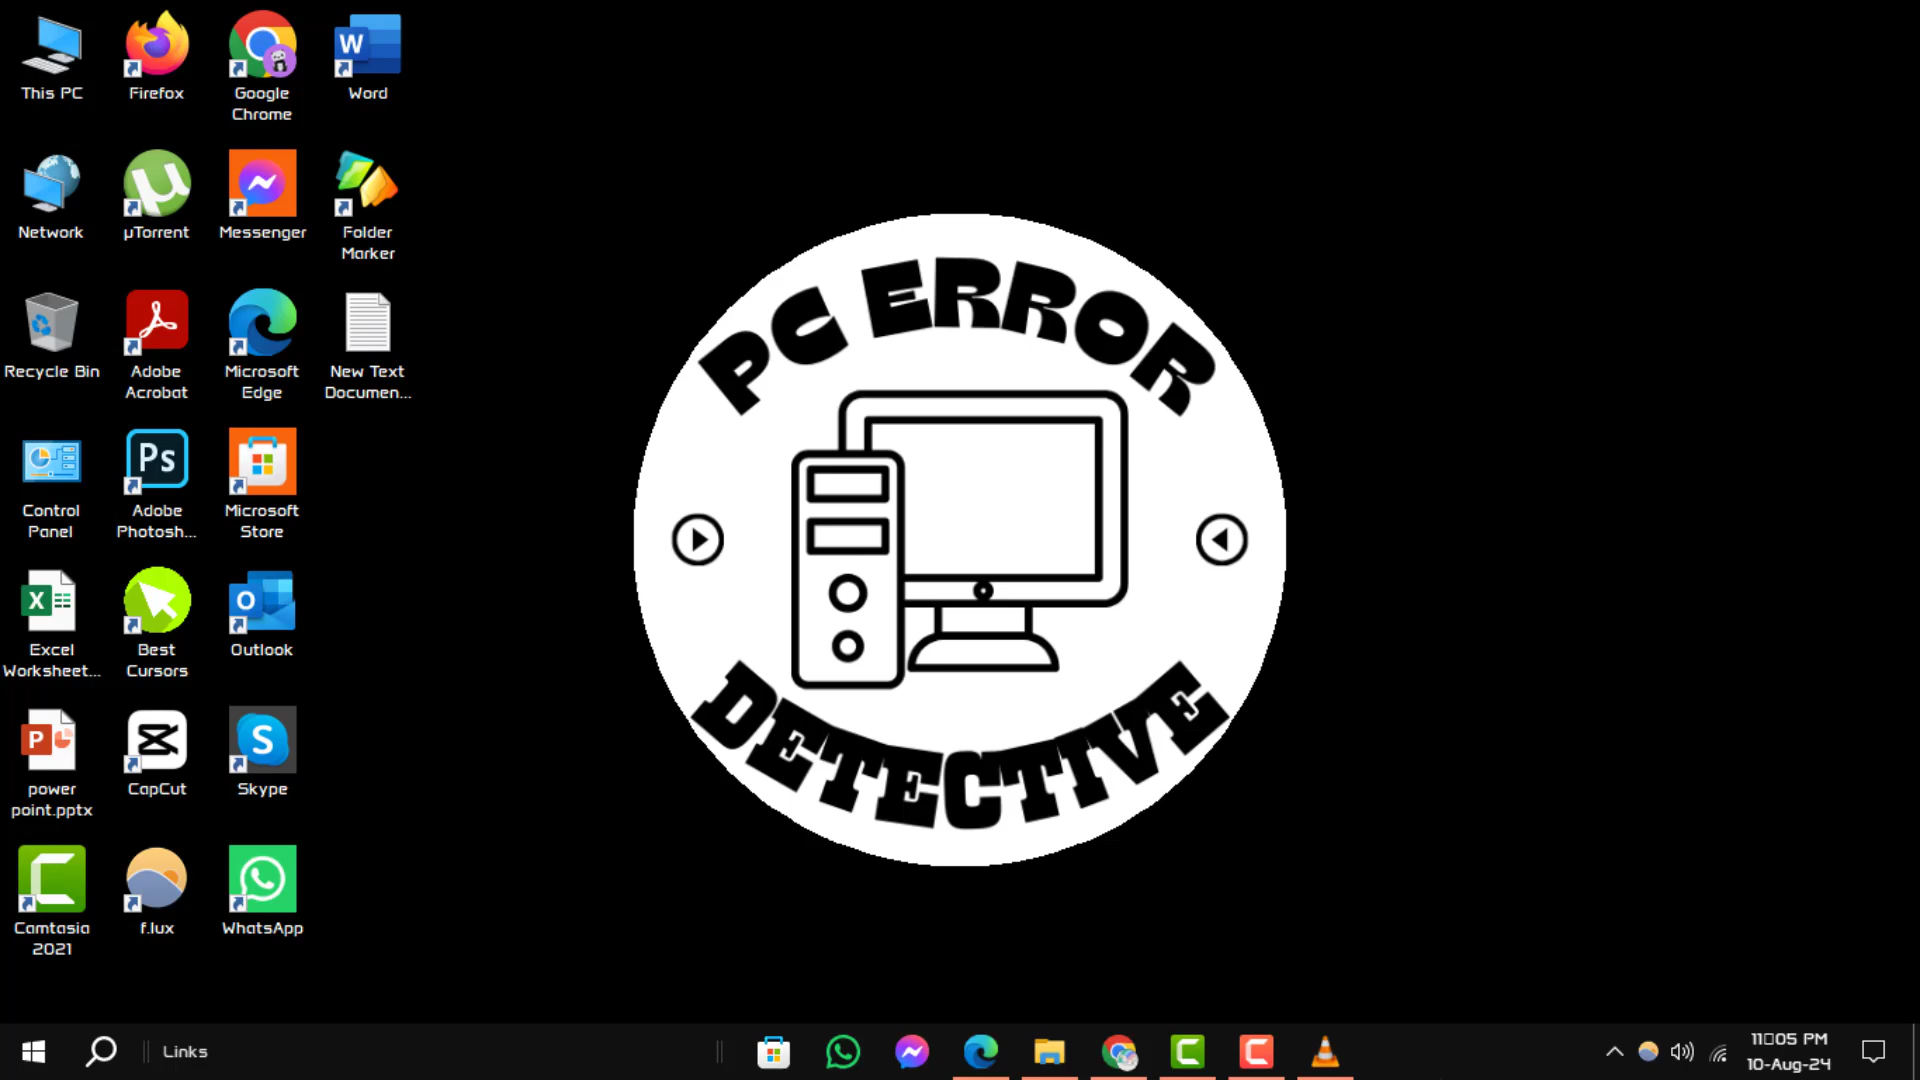 This PC
Firefox
Google
Chrome
Word
Network
µTorrent
Messenger
Folder
Marker
Recycle Bin
Adobe
Acrobat
Microsoft
Edge
New Text
Documen...
Control
Panel
Adobe
Photosh...
Microsoft
Store
Excel
Worksheet...
Best
Cursors
Outlook
power
point.pptx
CapCut
Skype
Camtasia
2021
f.lux
WhatsApp
PC ERROR
DETECTIVE
Links
11□05 PM
10-Aug-24